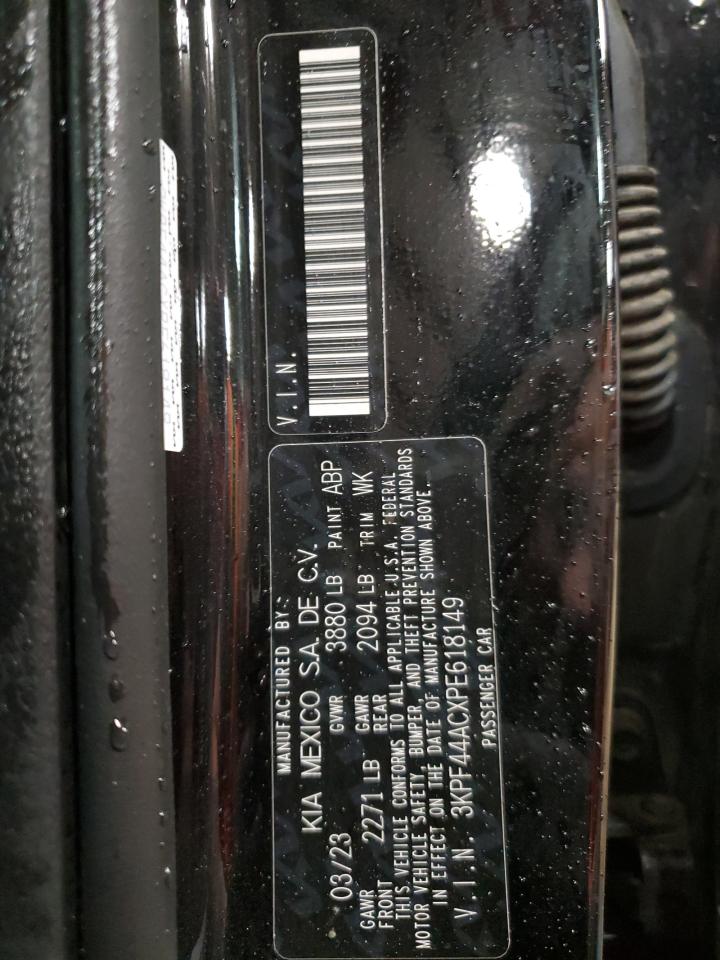 MANUFACTURED BY:
KIA MEXICO S.A. DE C.V.
03/23 GVWR 3880 LB PAINT ABP
GAWR FRONT 2271 LB GAWR REAR 2094 LB TRIM WK
THIS VEHICLE CONFORMS TO ALL APPLICABLE U.S.A. FEDERAL
MOTOR VEHICLE SAFETY, BUMPER, AND THEFT PREVENTION STANDARDS
IN EFFECT ON THE DATE OF MANUFACTURE SHOWN ABOVE.
V.I.N. 3KPF44ACXPE618149
PASSENGER CAR
V.I.N.